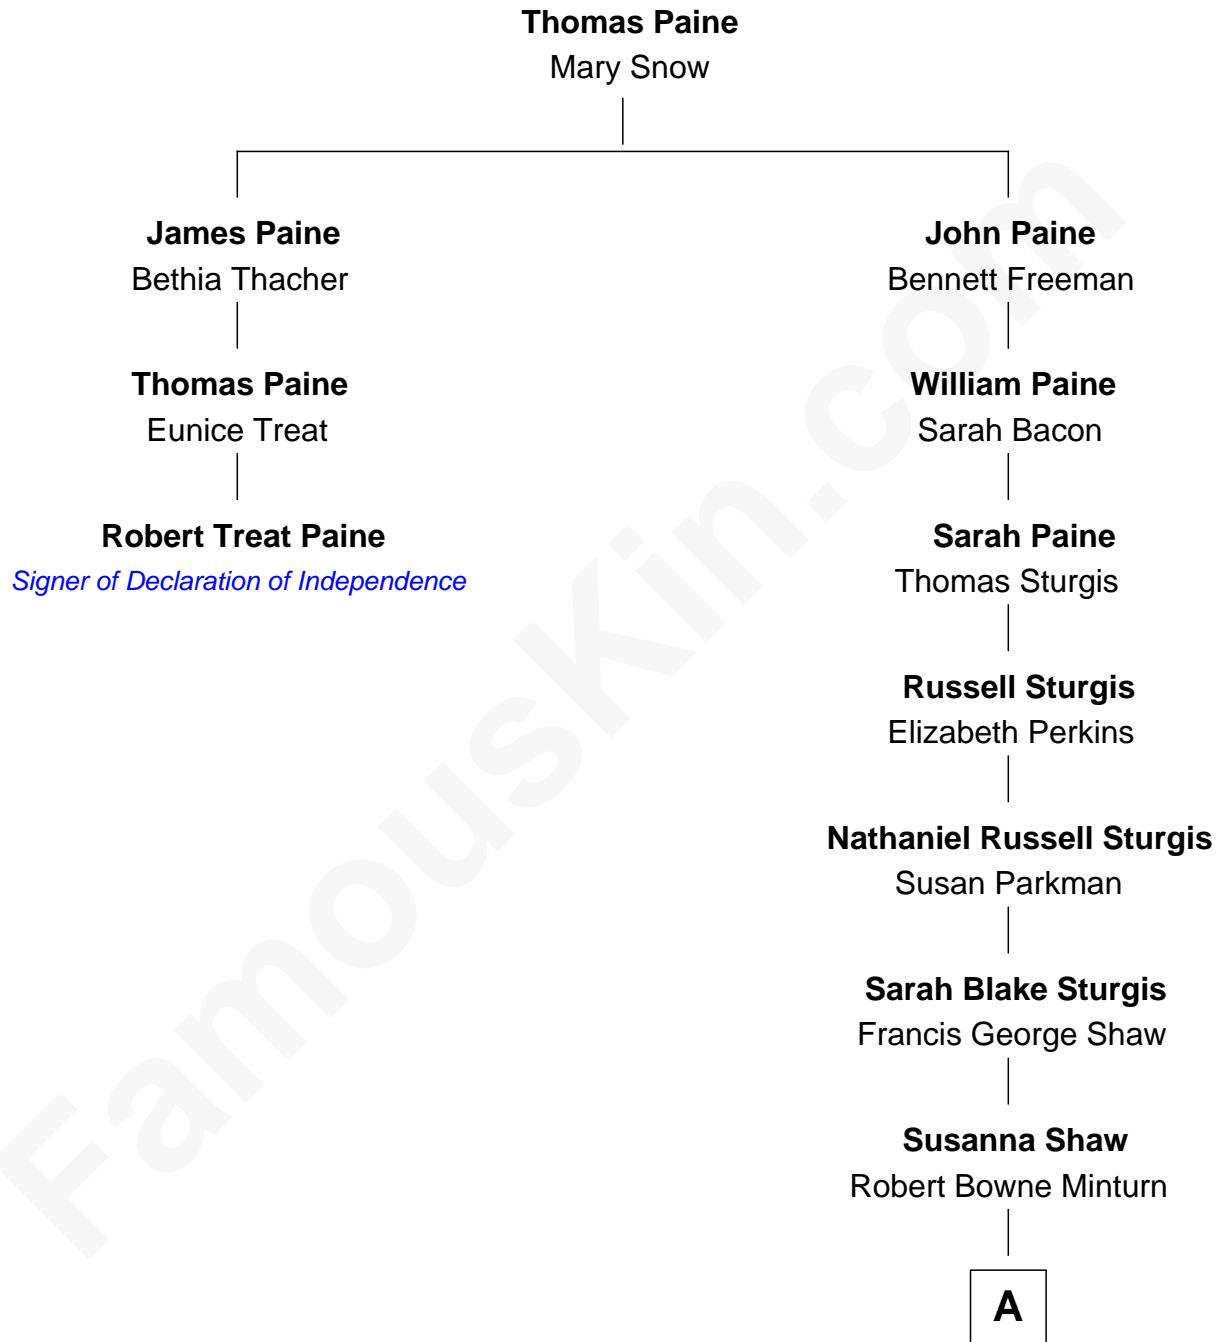 Thomas Paine
Mary Snow
James Paine
Bethia Thacher
John Paine
Bennett Freeman
Thomas Paine
Eunice Treat
William Paine
Sarah Bacon
Robert Treat Paine
Signer of Declaration of Independence
Sarah Paine
Thomas Sturgis
Russell Sturgis
Elizabeth Perkins
Nathaniel Russell Sturgis
Susan Parkman
Sarah Blake Sturgis
Francis George Shaw
Susanna Shaw
Robert Bowne Minturn
A
FamousKin.com